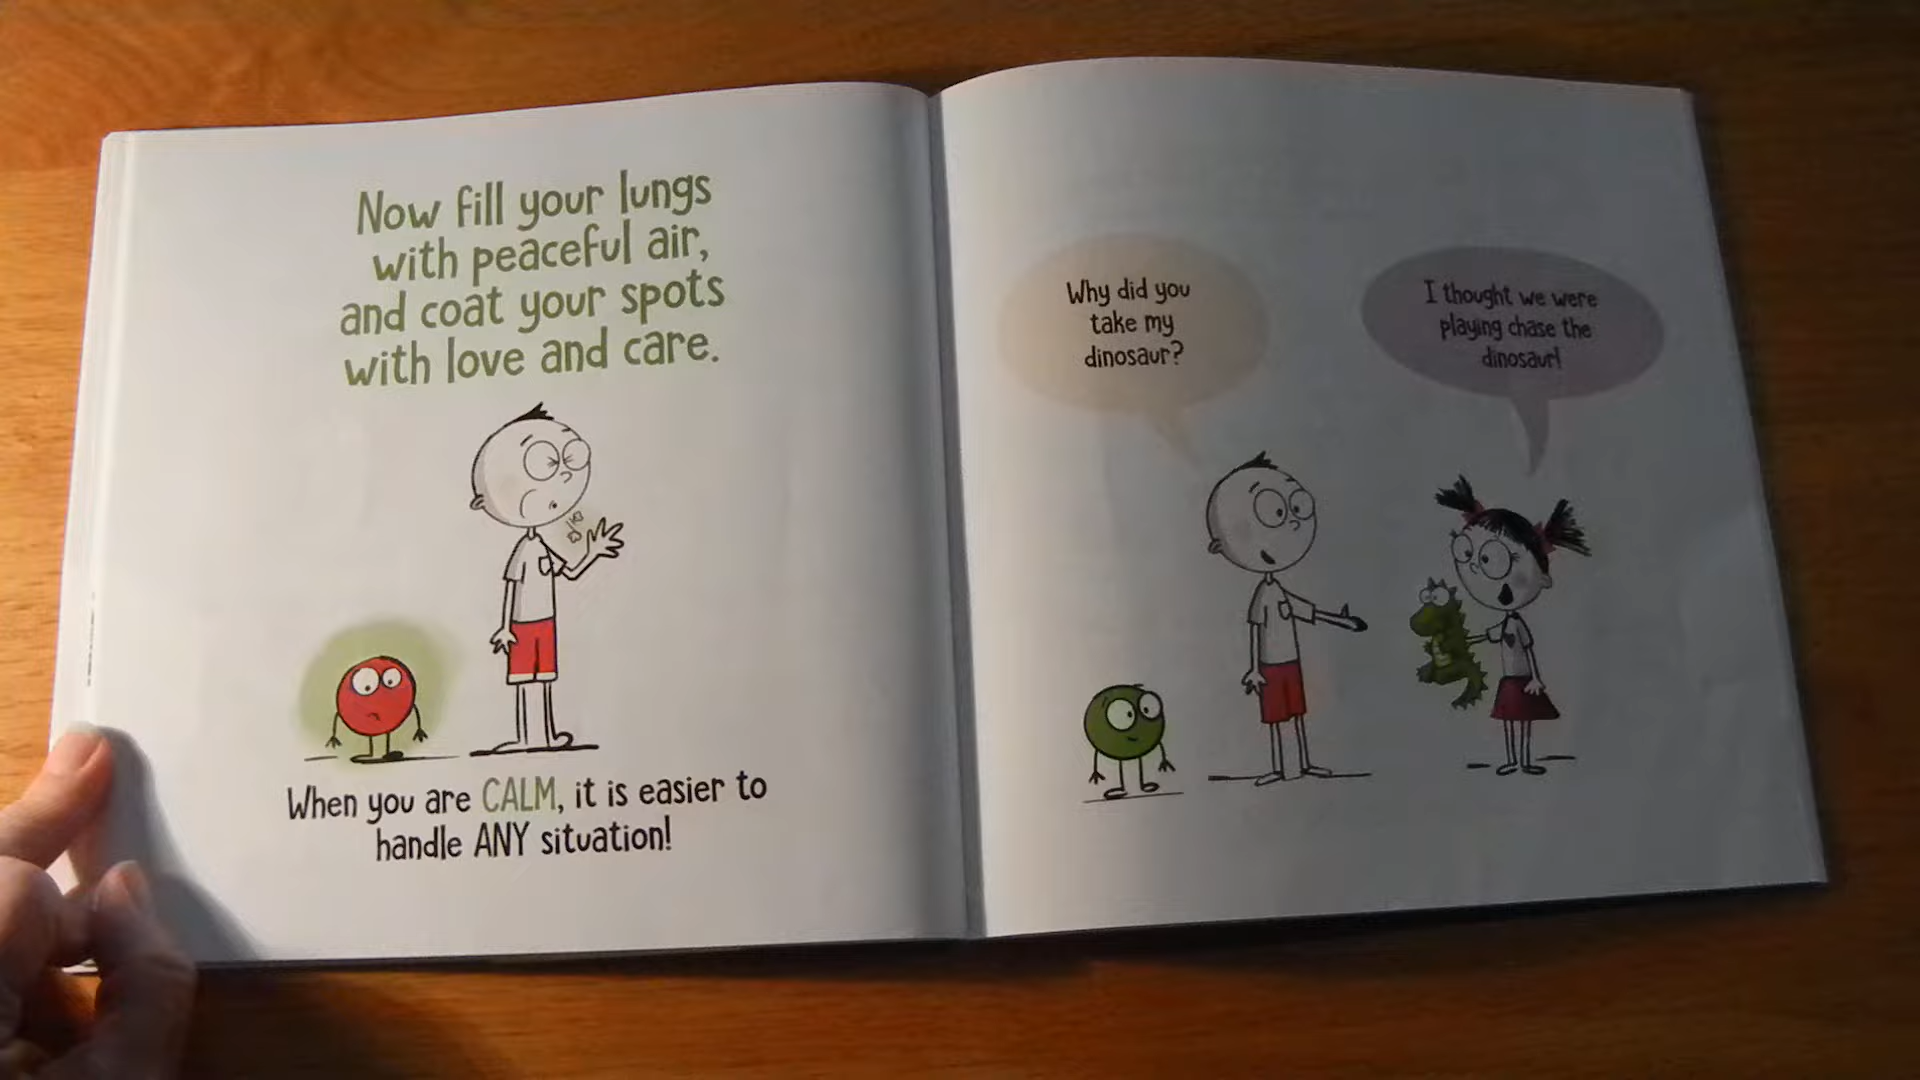 Now fill your lungs
with peaceful air,
and coat your spots
with love and care.
When you are CALM, it is easier to
handle ANY situation!
Why did you
take my
dinosaur?
I thought we were
playing chase the
dinosaur!